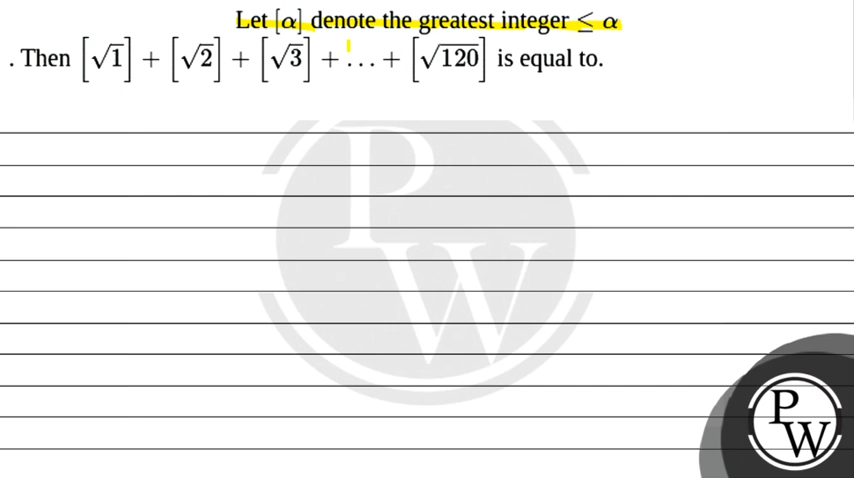 Let [α] denote the greatest integer ≤ α
. Then [√1] + [√2] + [√3] + … + [√120] is equal to.
P
W
P
W